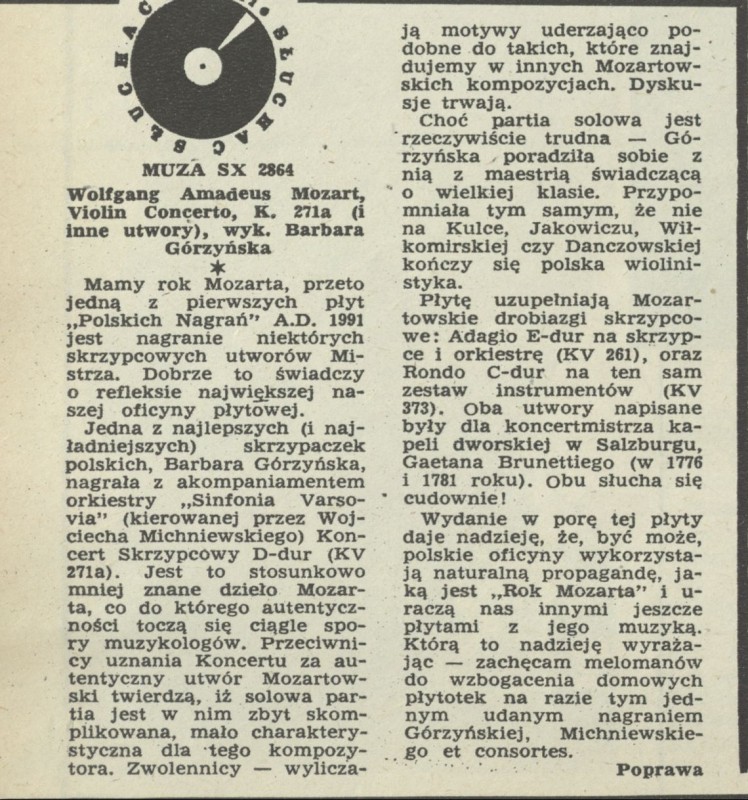 SŁUCHAĆ SŁUCHAC
MUZA SX 2864
Wolfgang Amadeus Mozart,
Violin Concerto, K. 271a (i
inne utwory), wyk. Barbara
Górzyńska
*
Mamy rok Mozarta, przeto
jedną z pierwszych płyt
„Polskich Nagrań” A.D. 1991
jest nagranie niektórych
skrzypcowych utworów Mi-
strza. Dobrze to świadczy
o refleksie największej na-
szej oficyny płytowej.
Jedna z najlepszych (i naj-
ładniejszych) skrzypaczek
polskich, Barbara Górzyńska,
nagrała z akompaniamentem
orkiestry „Sinfonia Varso-
via” (kierowanej przez Woj-
ciecha Michniewskiego) Kon-
cert Skrzypcowy D-dur (KV
271a). Jest to stosunkowo
mniej znane dzieło Mozar-
ta, co do którego autentycz-
ności toczą się ciągle spo-
ry muzykologów. Przeciwni-
cy uznania Koncertu za au-
tentyczny utwór Mozartow-
ski twierdzą, iż solowa par-
tia jest w nim zbyt skom-
plikowana, mało charaktery-
styczna dla tego kompozy-
tora. Zwolennicy — wylicza-
ją motywy uderzająco po-
dobne do takich, które znaj-
dujemy w innych Mozartow-
skich kompozycjach. Dysku-
sje trwają.
Choć partia solowa jest
rzeczywiście trudna — Gó-
rzyńska poradziła sobie z
nią z maestrią świadczącą
o wielkiej klasie. Przypo-
mniała tym samym, że nie
na Kulce, Jakowiczu, Wił-
komirskiej czy Danczowskiej
kończy się polska wiolini-
styka.
Płytę uzupełniają Mozar-
towskie drobiazgi skrzypco-
we: Adagio E-dur na skrzyp-
ce i orkiestrę (KV 261), oraz
Rondo C-dur na ten sam
zestaw instrumentów (KV
373). Oba utwory napisane
były dla koncertmistrza ka-
peli dworskiej w Salzburgu,
Gaetana Brunettiego (w 1776
i 1781 roku). Obu słucha się
cudownie!
Wydanie w porę tej płyty
daje nadzieję, że, być może,
polskie oficyny wykorzysta-
ją naturalną propagandę, ja-
ką jest „Rok Mozarta” i u-
raczą nas innymi jeszcze
płytami z jego muzyką.
Którą to nadzieję wyraża-
jąc — zachęcam melomanów
do wzbogacenia domowych
płytotek na razie tym jed-
nym udanym nagraniem
Górzyńskiej, Michniewskie-
go et consortes.
Poprawa